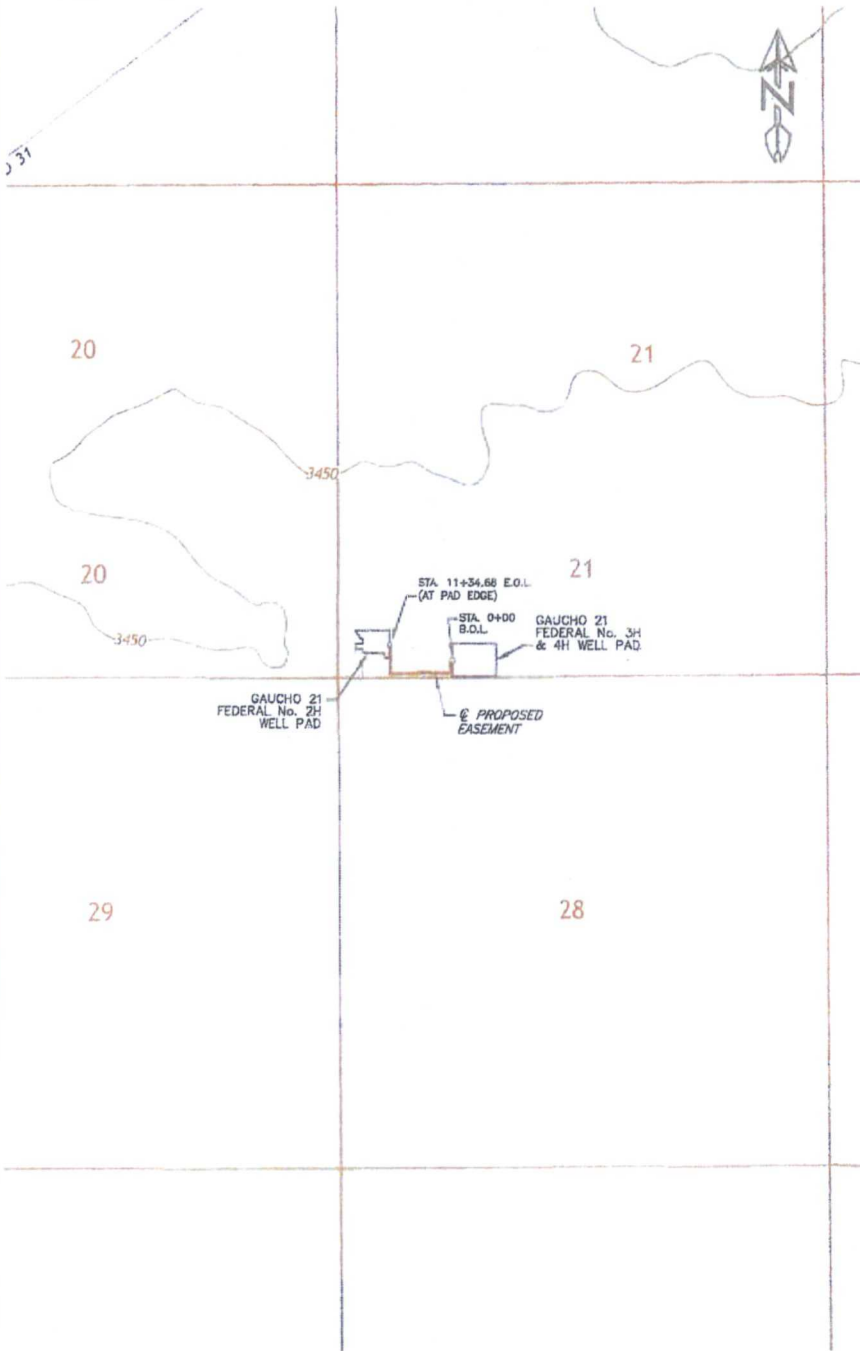 N
20
21
3450
20
21
STA. 11+34.68 E.O.L.
(AT PAD EDGE)
STA. 0+00
B.O.L.
GAUCHO 21
FEDERAL No. 3H
& 4H WELL PAD
3450
GAUCHO 21
FEDERAL No. 2H
WELL PAD
℄ PROPOSED
EASEMENT
29
28